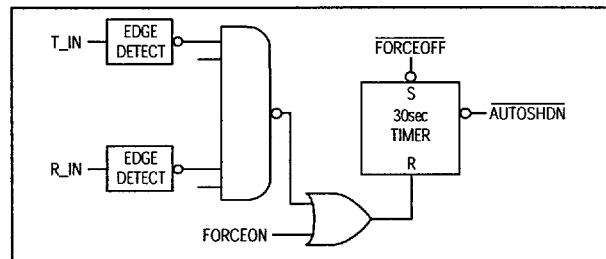 T_IN
EDGE
DETECT
FORCEOFF
S
30sec
TIMER
R
AUTOSHDN
R_IN
EDGE
DETECT
FORCEON